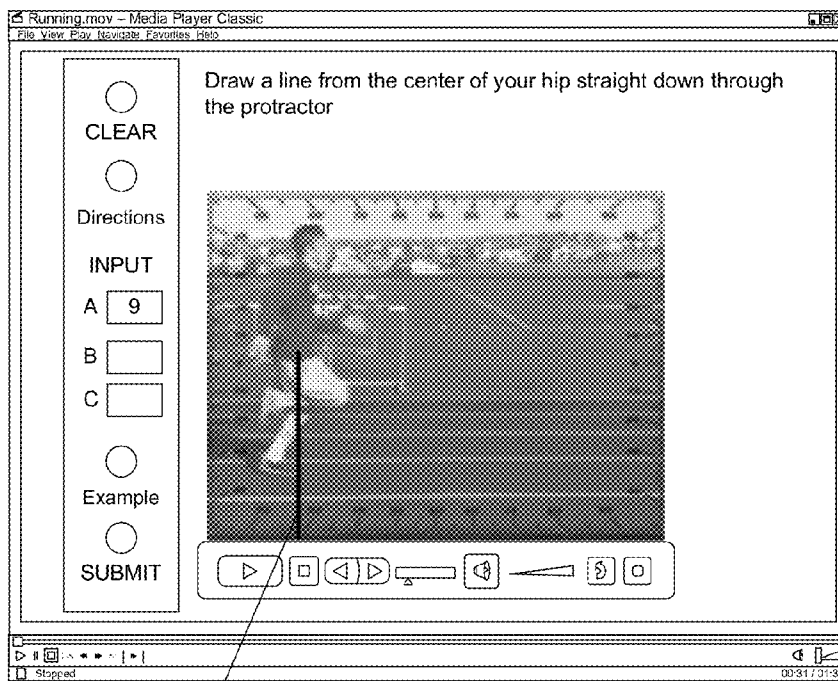 Running.mov – Media Player Classic
File View Play Navigate Favorities Help
Draw a line from the center of your hip straight down through
the protractor
CLEAR
Directions
INPUT
A 9
B
C
Example
SUBMIT
Stopped